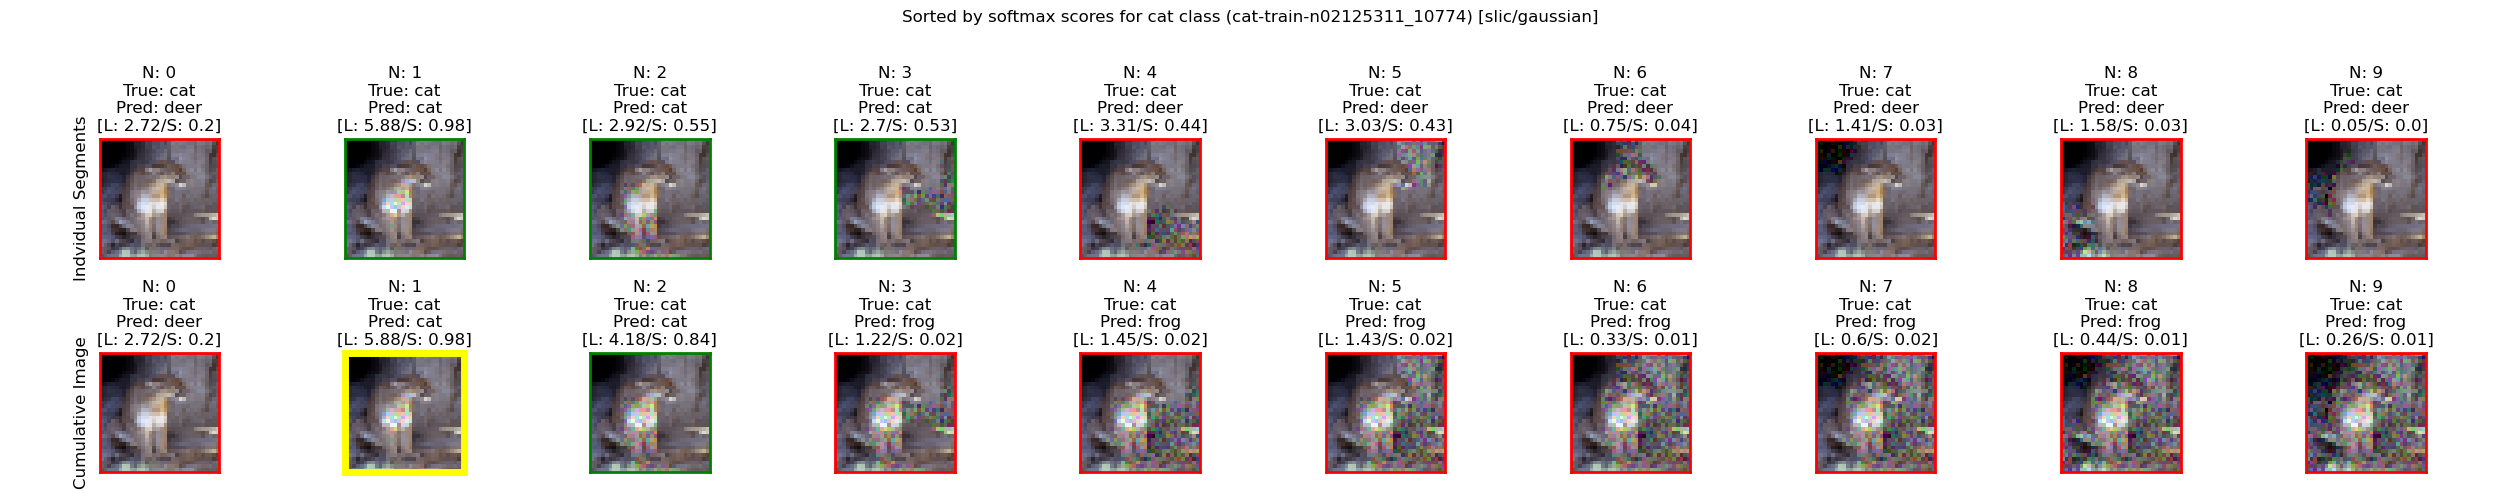 Sorted by softmax scores for cat class (cat-train-n02125311_10774) [slic/gaussian]
Indvidual Segments
N: 0
True: cat
Pred: deer
[L: 2.72/S: 0.2]
N: 1
True: cat
Pred: cat
[L: 5.88/S: 0.98]
N: 2
True: cat
Pred: cat
[L: 2.92/S: 0.55]
N: 3
True: cat
Pred: cat
[L: 2.7/S: 0.53]
N: 4
True: cat
Pred: deer
[L: 3.31/S: 0.44]
N: 5
True: cat
Pred: deer
[L: 3.03/S: 0.43]
N: 6
True: cat
Pred: deer
[L: 0.75/S: 0.04]
N: 7
True: cat
Pred: deer
[L: 1.41/S: 0.03]
N: 8
True: cat
Pred: deer
[L: 1.58/S: 0.03]
N: 9
True: cat
Pred: deer
[L: 0.05/S: 0.0]
Cumulative Image
N: 0
True: cat
Pred: deer
[L: 2.72/S: 0.2]
N: 1
True: cat
Pred: cat
[L: 5.88/S: 0.98]
N: 2
True: cat
Pred: cat
[L: 4.18/S: 0.84]
N: 3
True: cat
Pred: frog
[L: 1.22/S: 0.02]
N: 4
True: cat
Pred: frog
[L: 1.45/S: 0.02]
N: 5
True: cat
Pred: frog
[L: 1.43/S: 0.02]
N: 6
True: cat
Pred: frog
[L: 0.33/S: 0.01]
N: 7
True: cat
Pred: frog
[L: 0.6/S: 0.02]
N: 8
True: cat
Pred: frog
[L: 0.44/S: 0.01]
N: 9
True: cat
Pred: frog
[L: 0.26/S: 0.01]